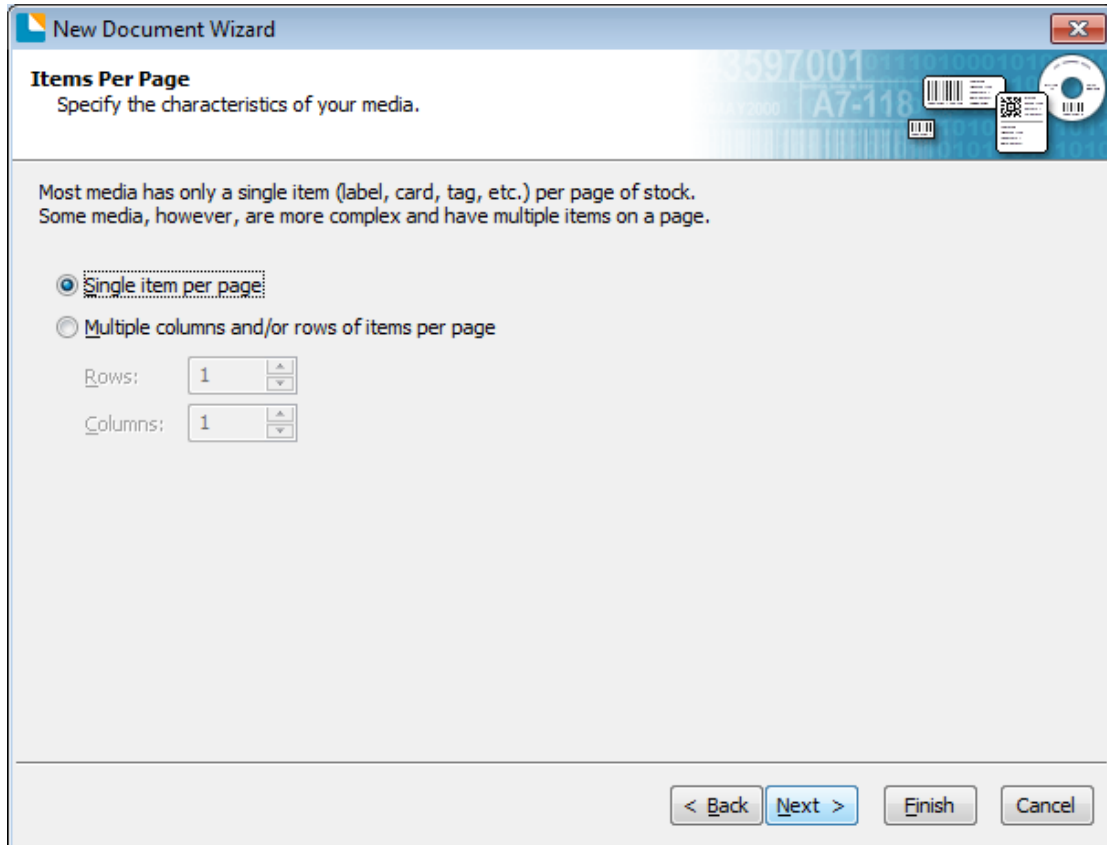 New Document Wizard
Items Per Page
Specify the characteristics of your media.
3597001
A7-118
Most media has only a single item (label, card, tag, etc.) per page of stock.
Some media, however, are more complex and have multiple items on a page.
Single item per page
Multiple columns and/or rows of items per page
Rows: 1
Columns: 1
< Back Next > Finish Cancel